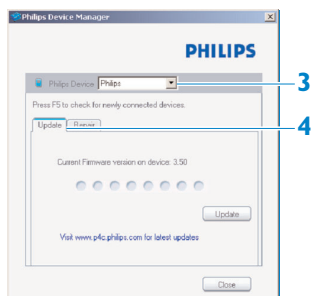 Philips Device Manager
PHILIPS
Philips Device Philips
3
Press F5 to check for newly connected devices.
Update Repair
4
Current Firmware version on device: 3.50
Update
Visit www.p4c.philips.com for latest updates
Close